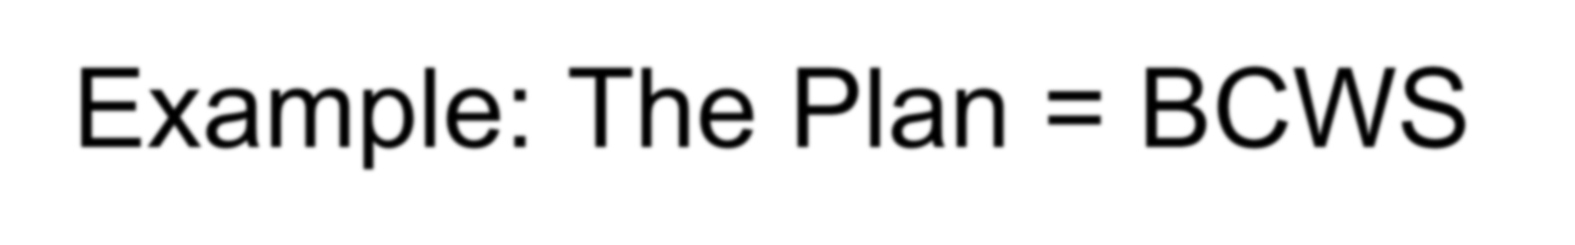 Example: The Plan = BCWS